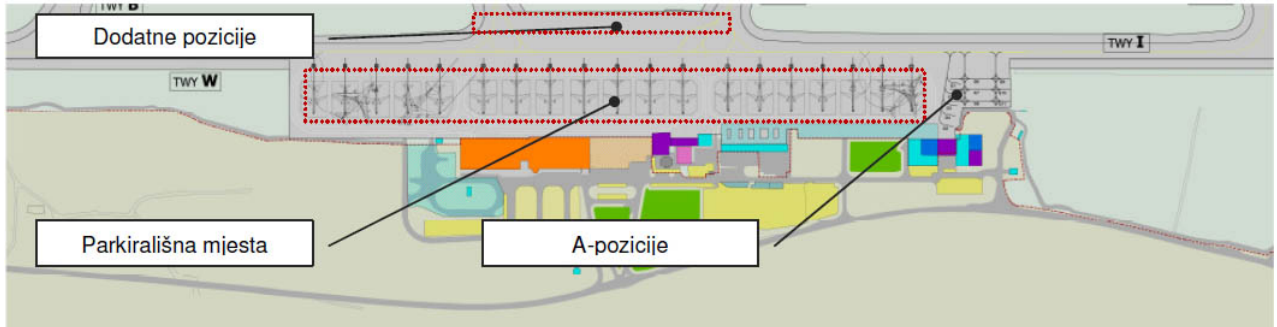 TWY B
Dodatne pozicije
TWY I
TWY W
Parkirališna mjesta
A-pozicije